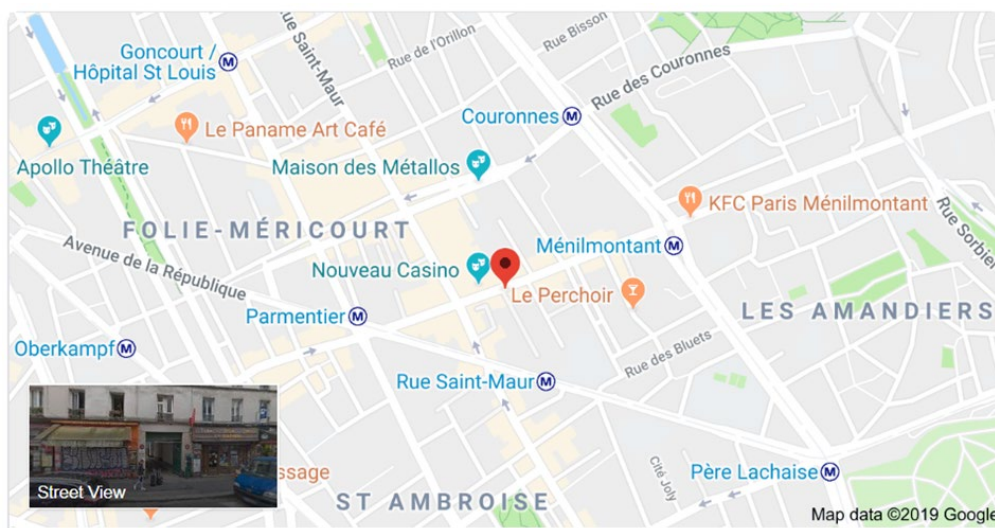 Goncourt /
Hôpital St Louis
Rue Saint-Maur
Rue de l'Orillon
Rue Bisson
Rue des Couronnes
Couronnes
Le Paname Art Café
Apollo Théâtre
Maison des Métallos
KFC Paris Ménilmontant
Rue Sorbier
FOLIE-MÉRICOURT
Ménilmontant
Avenue de la République
Nouveau Casino
Le Perchoir
LES AMANDIERS
Parmentier
Oberkampf
Rue des Bluets
Rue Saint-Maur
Street View
ssage
Cité Joly
Père Lachaise
ST AMBROISE
Map data ©2019 Google